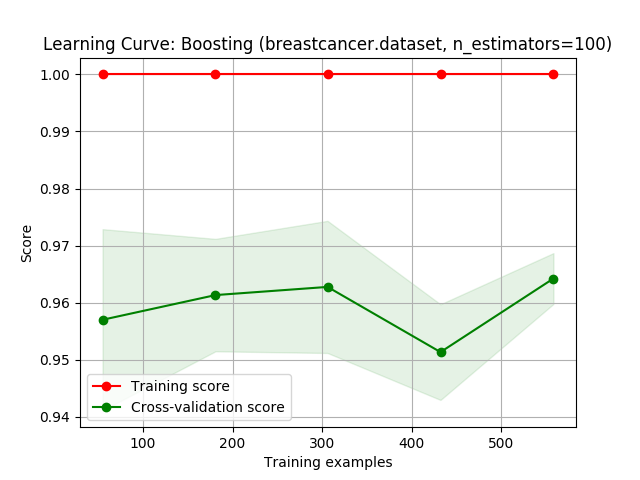 Learning Curve: Boosting (breastcancer.dataset, n_estimators=100)
1.00
0.99
0.98
0.97
0.96
0.95
0.94
Score
Training score
Cross-validation score
100 200 300 400 500
Training examples